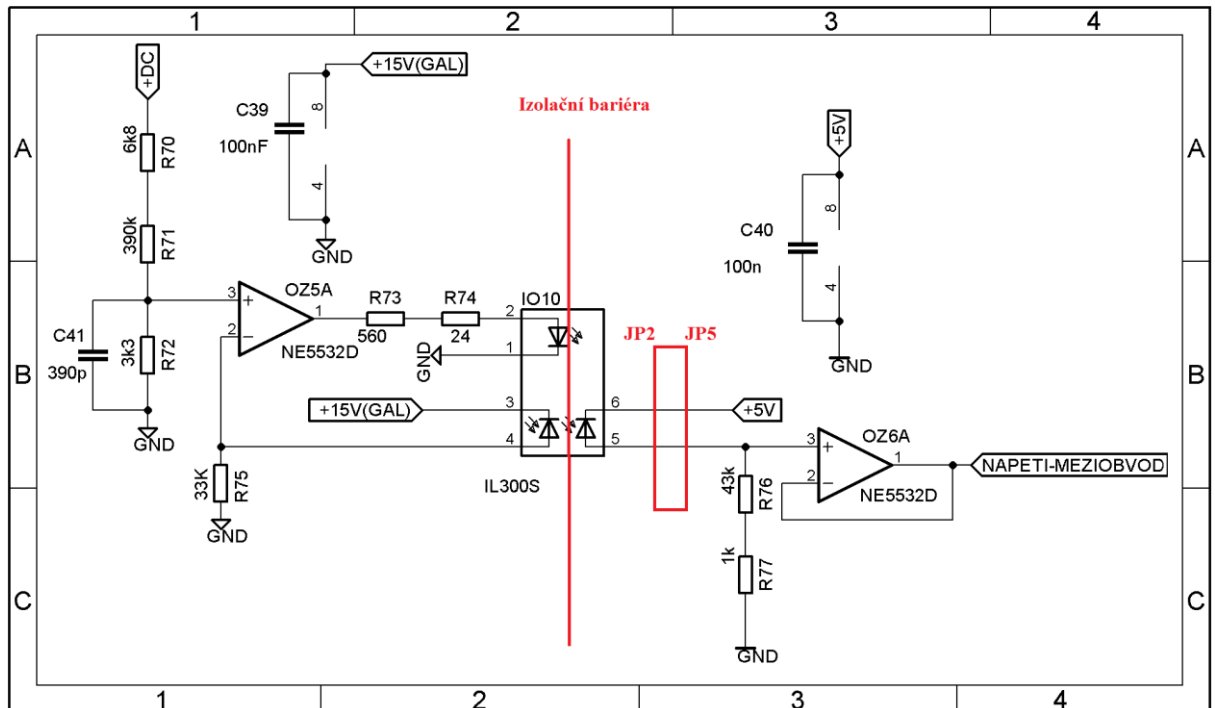 1 2 3 4
A A
B B
C C
+DC
6k8
R70
390k
R71
C41
390p
3k3
R72
GND
C39
100nF
8
4
GND
+15V(GAL)
Izolační bariéra
OZ5A
3
2
1
+
−
NE5532D
R73
560
R74
24
IO10
2
1
GND
+15V(GAL)
3
4
6
5
IL300S
33K
R75
GND
JP2 JP5
+5V
C40
100n
8
4
GND
+5V
43k
R76
1k
R77
GND
OZ6A
3
2
1
+
−
NE5532D
NAPETI-MEZIOBVOD
1 2 3 4